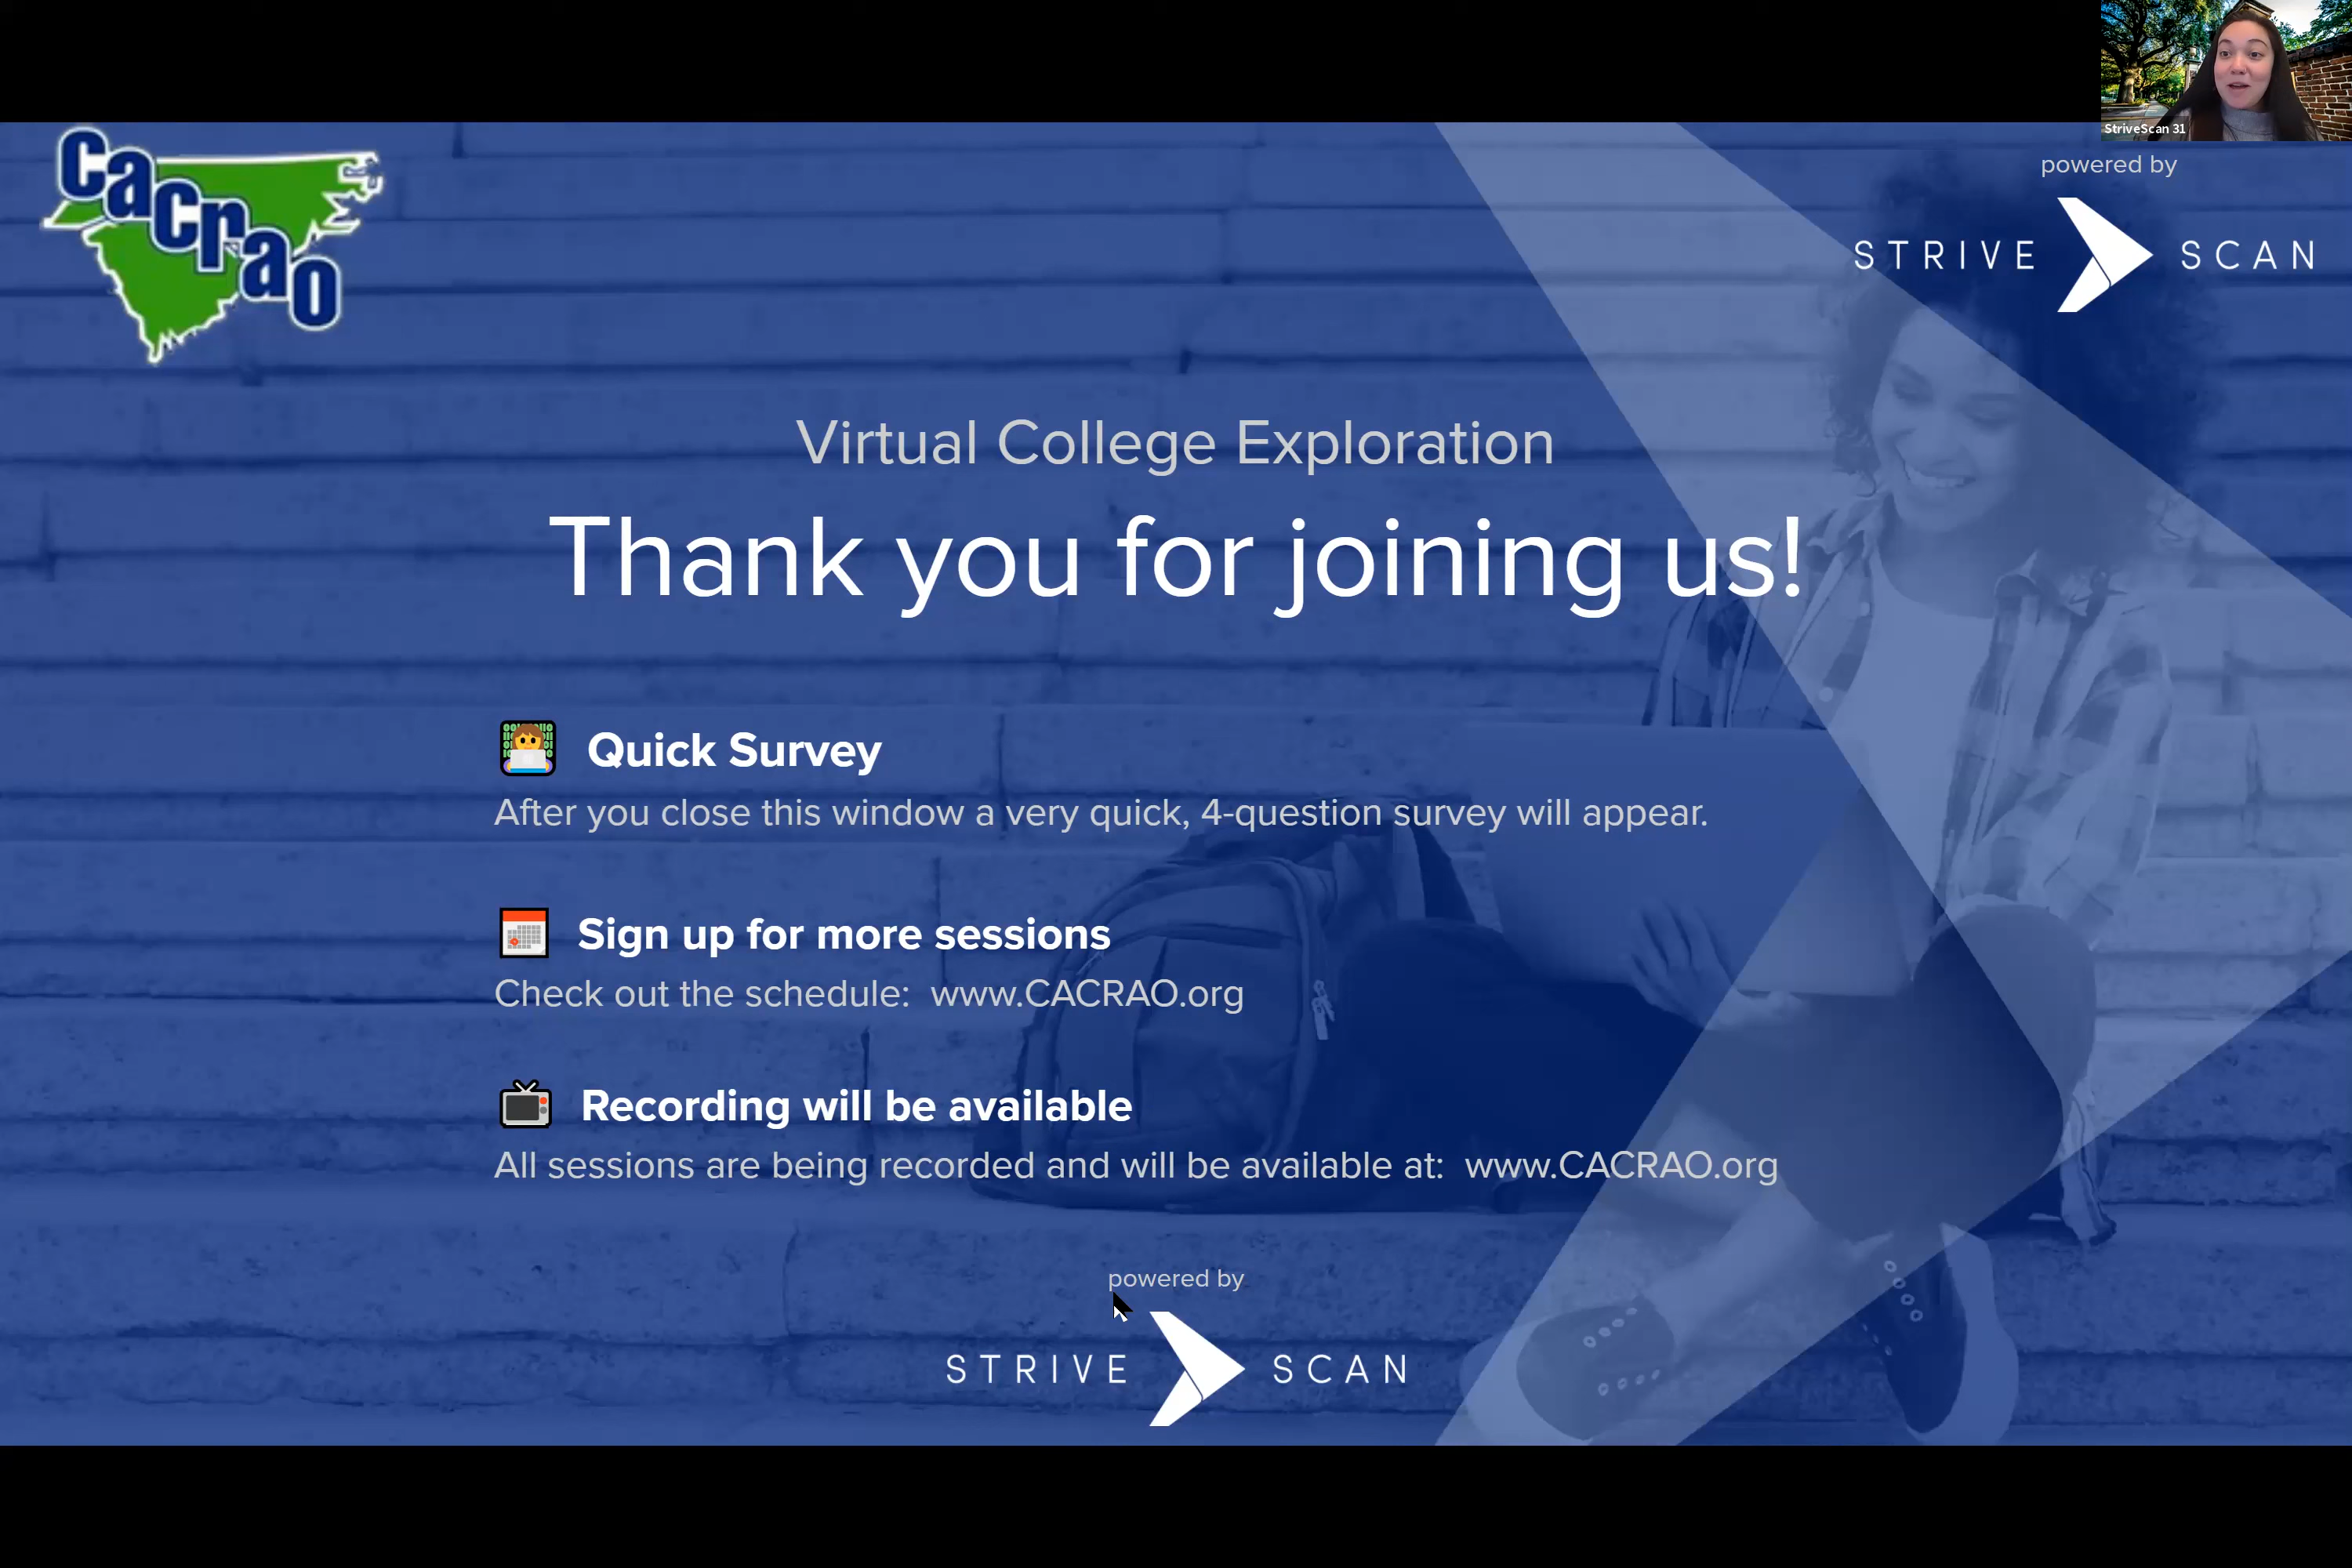 StriveScan 31
Cacrao
powered by
STRIVE SCAN
Virtual College Exploration
Thank you for joining us!
Quick Survey
After you close this window a very quick, 4-question survey will appear.
Sign up for more sessions
Check out the schedule: www.CACRAO.org
Recording will be available
All sessions are being recorded and will be available at: www.CACRAO.org
powered by
STRIVE SCAN